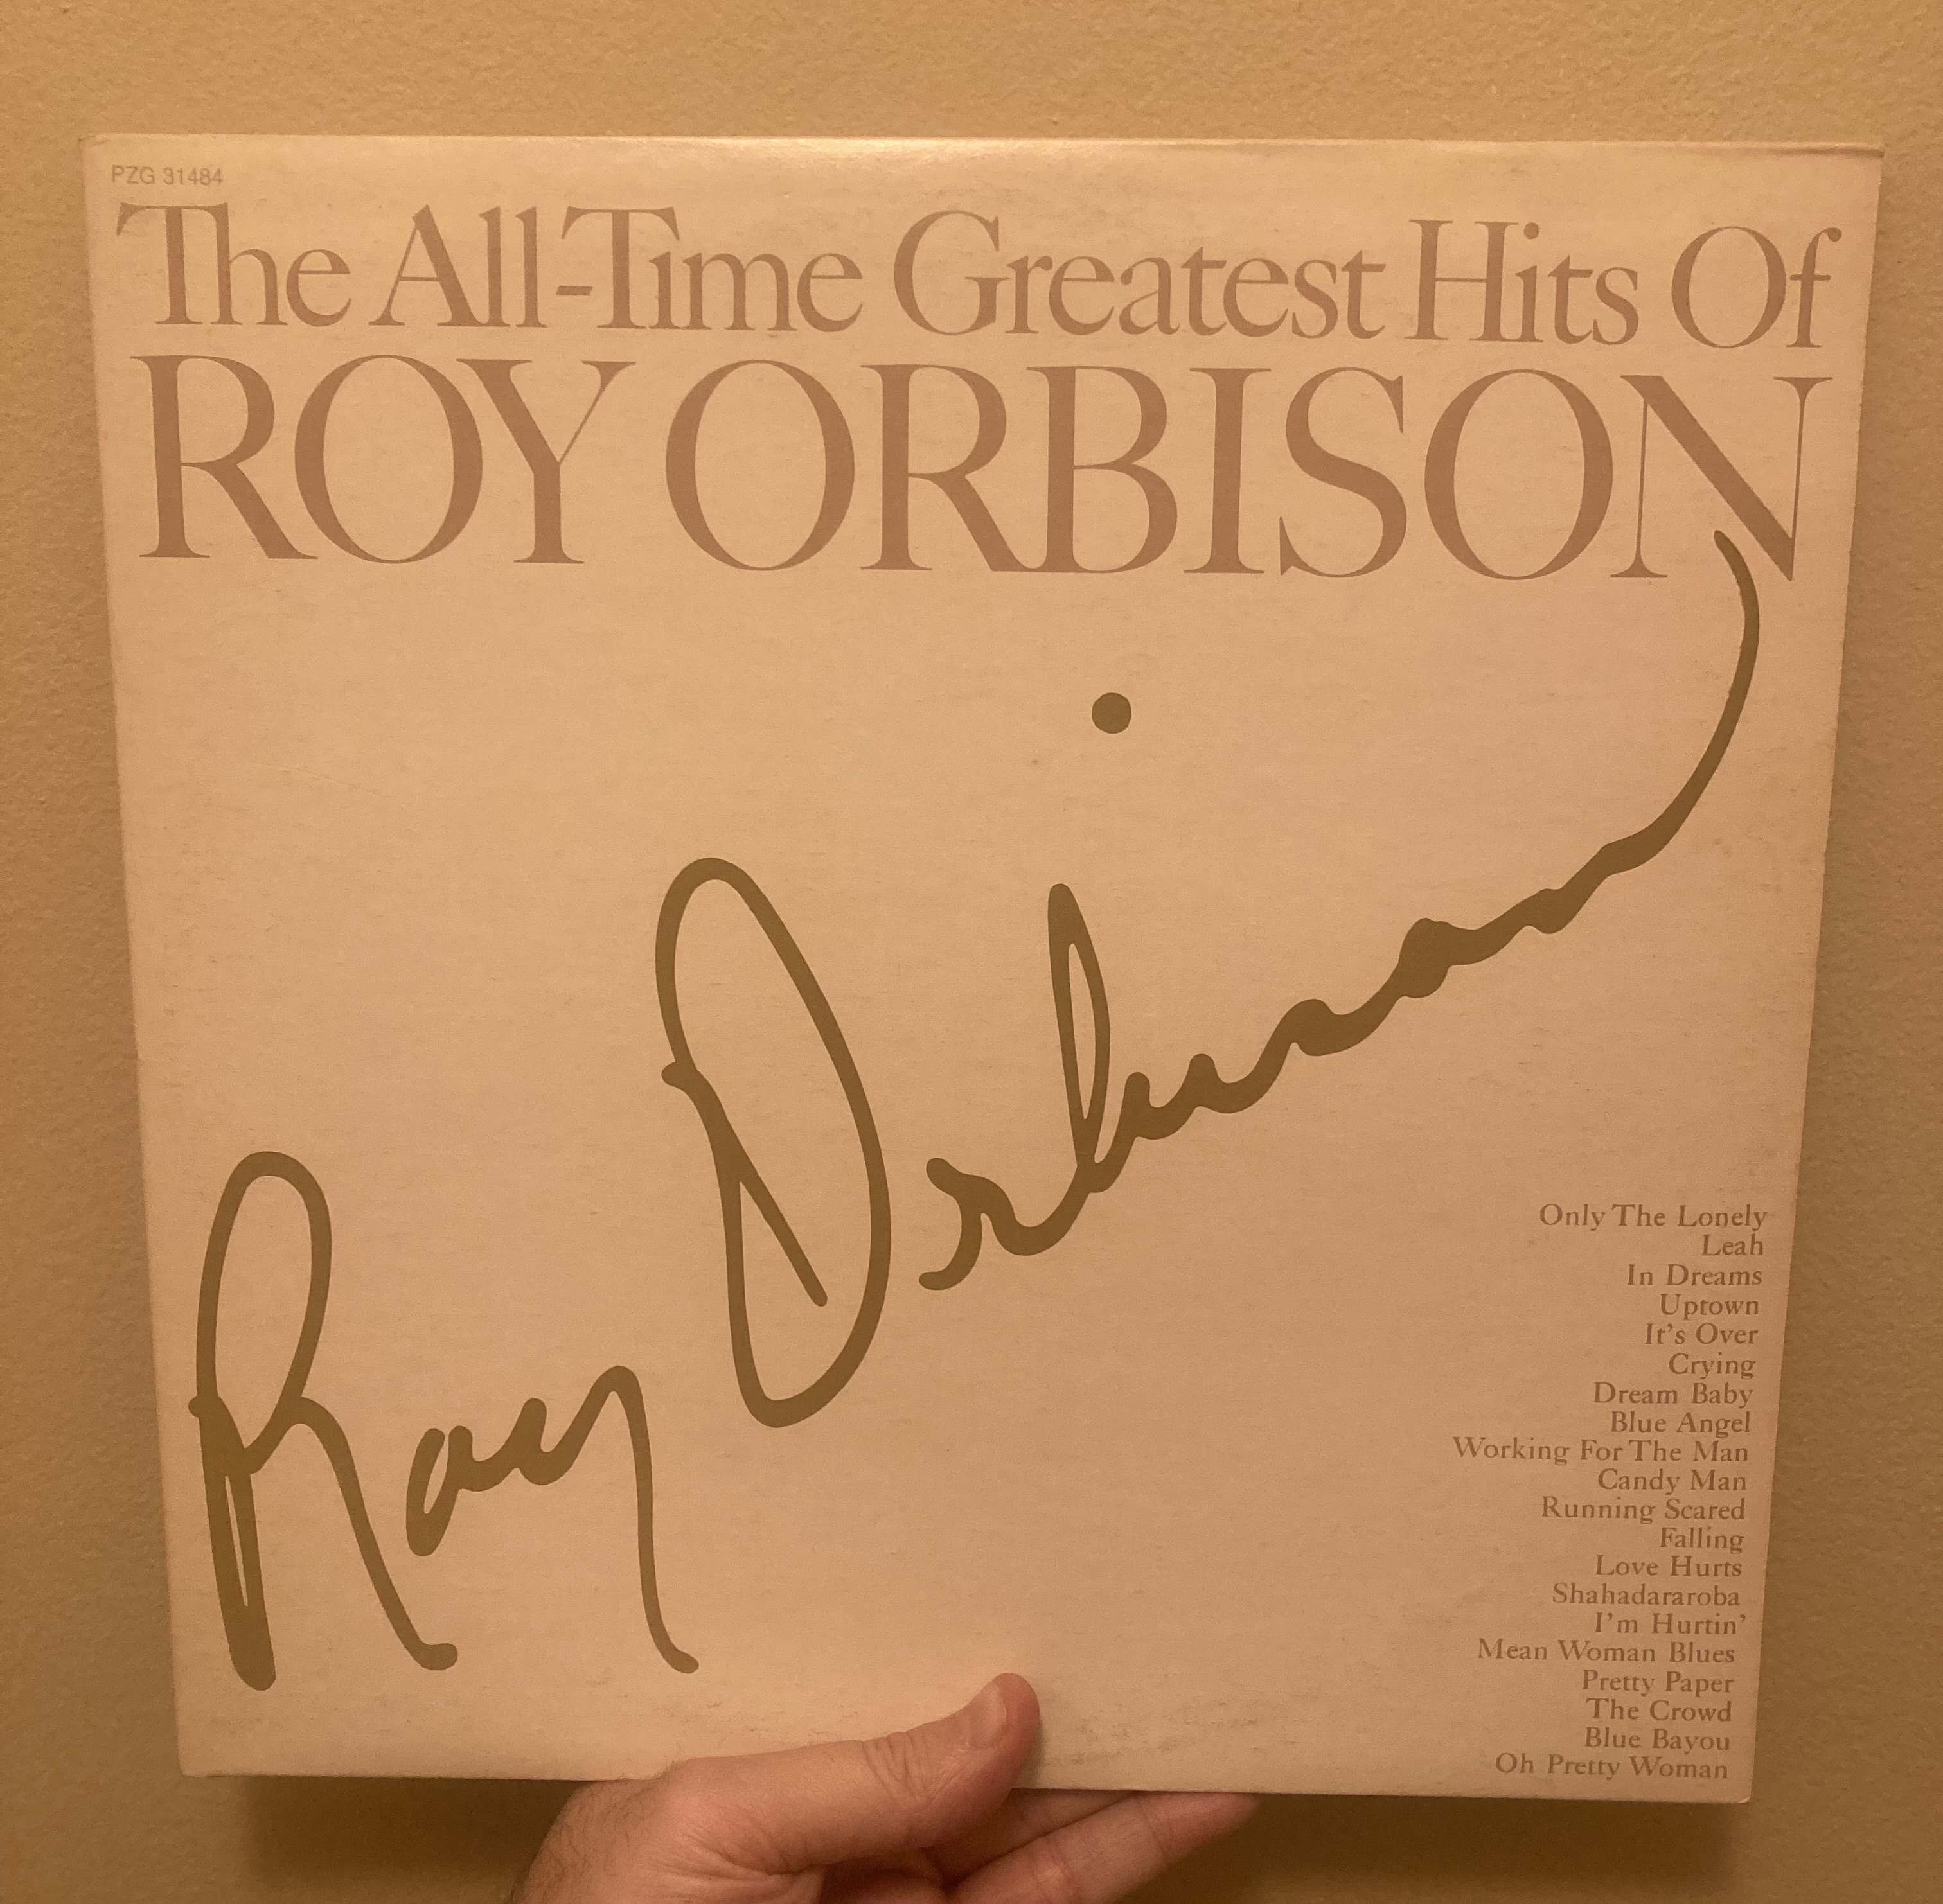 PZG 31484
The All-Time Greatest Hits Of
ROY ORBISON
Roy Orbison
Only The Lonely
Leah
In Dreams
Uptown
It's Over
Crying
Dream Baby
Blue Angel
Working For The Man
Candy Man
Running Scared
Falling
Love Hurts
Shahadararoba
I'm Hurtin'
Mean Woman Blues
Pretty Paper
The Crowd
Blue Bayou
Oh Pretty Woman